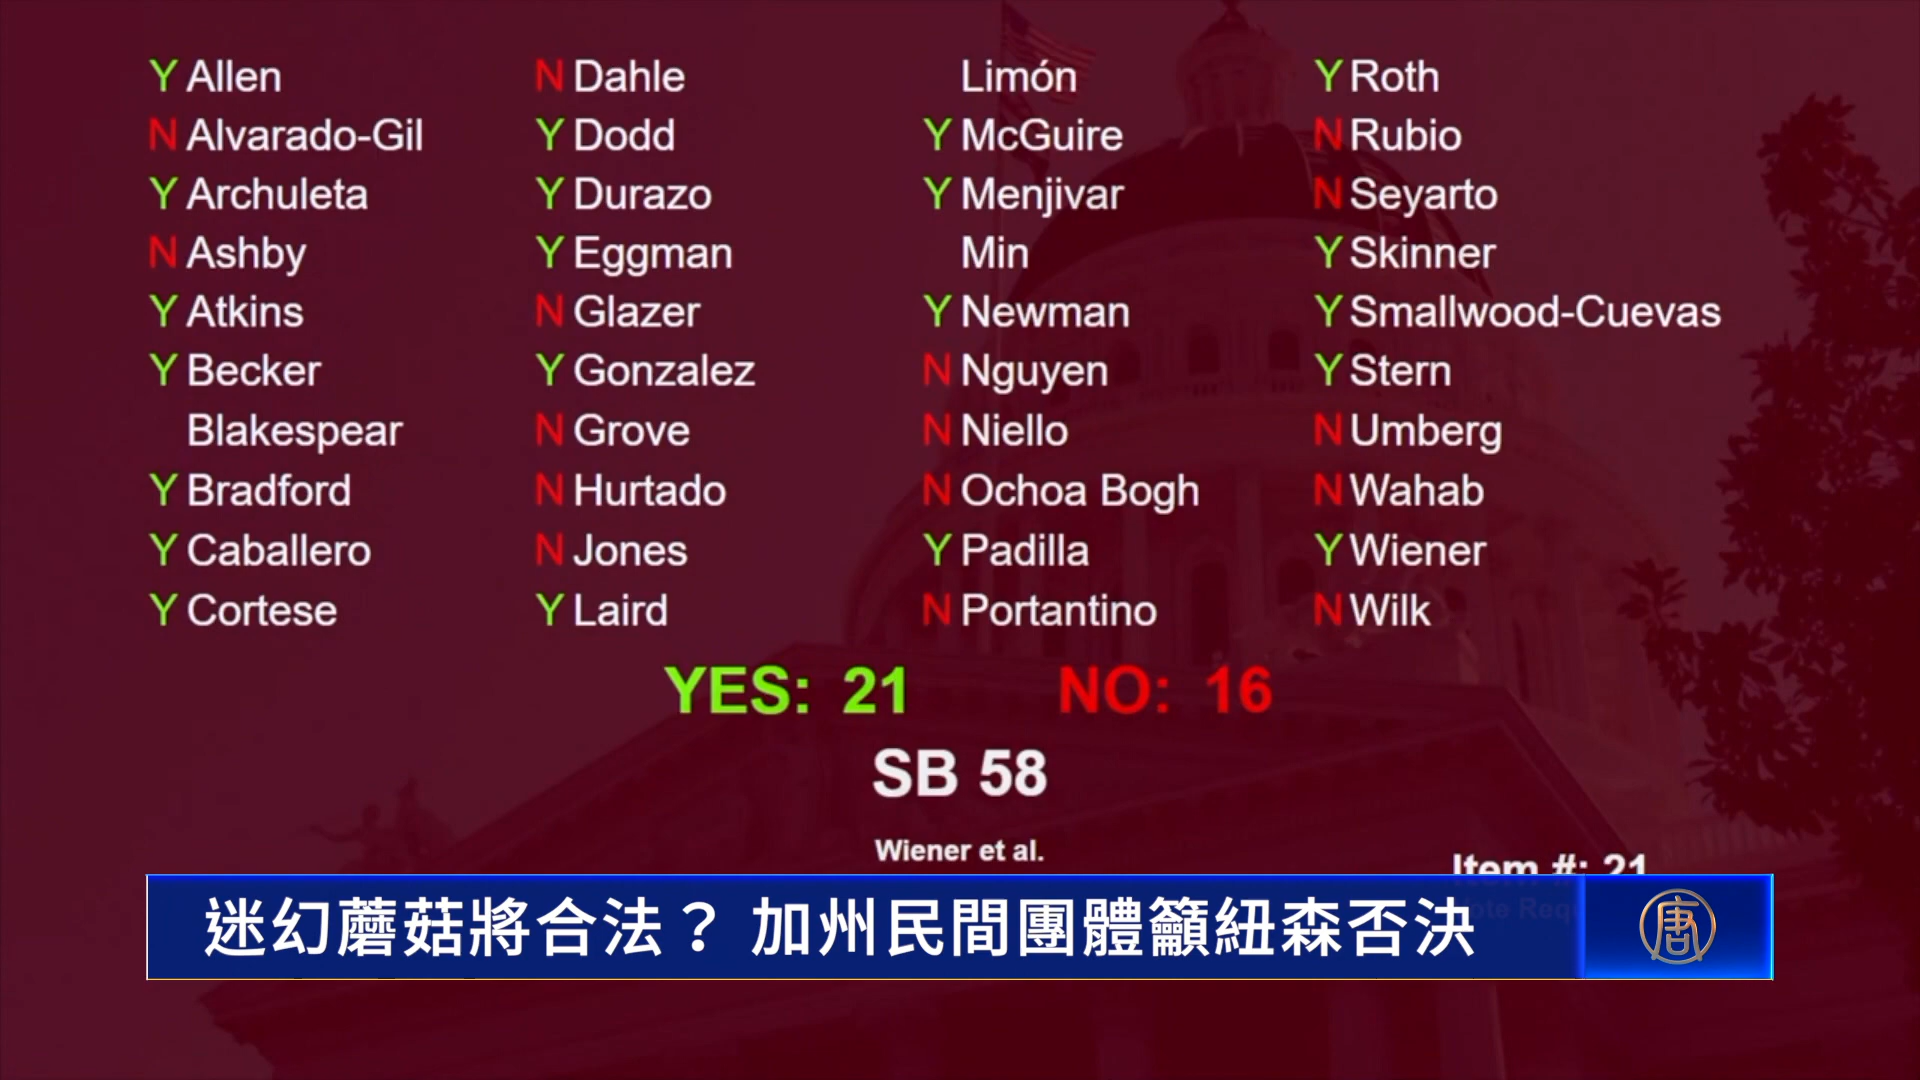 Y Allen
N Alvarado-Gil
Y Archuleta
N Ashby
Y Atkins
Y Becker
Blakespear
Y Bradford
Y Caballero
Y Cortese
N Dahle
Y Dodd
Y Durazo
Y Eggman
N Glazer
Y Gonzalez
N Grove
N Hurtado
N Jones
Y Laird
Limón
Y McGuire
Y Menjivar
Min
Y Newman
N Nguyen
N Niello
N Ochoa Bogh
Y Padilla
N Portantino
Y Roth
N Rubio
N Seyarto
Y Skinner
Y Smallwood-Cuevas
Y Stern
N Umberg
N Wahab
Y Wiener
N Wilk
YES: 21 NO: 16
SB 58
Wiener et al.
Item #: 21
迷幻蘑菇將合法？ 加州民間團體籲紐森否決
唐